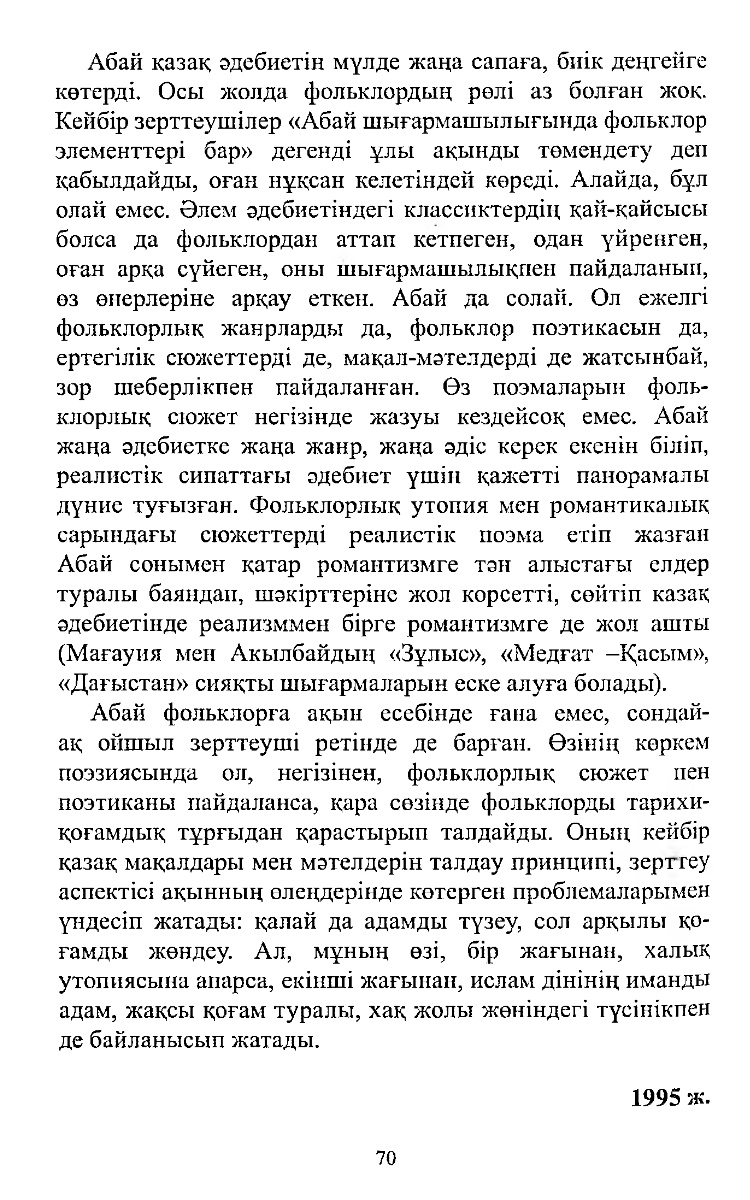 Абай қазақ әдебиетін мүлде жаңа сапаға, биік деңгейге
көтерді. Осы жолда фольклордың рөлі аз болған жоқ.
Кейбір зерттеушілер «Абай шығармашылығында фольклор
элементтері бар» дегенді ұлы ақынды төмендету деп
қабылдайды, оған нұқсан келетіндей көреді. Алайда, бұл
олай емес. Әлем әдебиетіндегі классиктердің қай-қайсысы
болса да фольклордан аттап кетпеген, одан үйренген,
оған арқа сүйеген, оны шығармашылықпен пайдаланып,
өз өнерлеріне арқау еткен. Абай да солай. Ол ежелгі
фольклорлық жанрларды да, фольклор поэтикасын да,
ертегілік сюжеттерді де, мақал-мәтелдерді де жатсынбай,
зор шеберлікпен пайдаланған. Өз поэмаларын фоль-
клорлық сюжет негізінде жазуы кездейсоқ емес. Абай
жаңа әдебиетке жаңа жанр, жаңа әдіс керек екенін біліп,
реалистік сипаттағы әдебиет үшін қажетті панорамалы
дүние туғызған. Фольклорлық утопия мен романтикалық
сарындағы сюжеттерді реалистік поэма етіп жазған
Абай сонымен қатар романтизмге тән алыстағы елдер
туралы баяндап, шәкірттеріне жол корсетті, сөйтіп казақ
әдебиетінде реализммен бірге романтизмге де жол ашты
(Мағауия мен Акылбайдың «Зұлыс», «Медғат –Қасым»,
«Дағыстан» сияқты шығармаларын еске алуға болады).
Абай фольклорға ақын есебінде ғана емес, сондай-
ақ ойшыл зерттеуші ретінде де барған. Өзінің көркем
поэзиясында ол, негізінен, фольклорлық сюжет пен
поэтиканы пайдаланса, қара сөзінде фольклорды тарихи-
қоғамдық тұрғыдан қарастырып талдайды. Оның кейбір
қазақ мақалдары мен мәтелдерін талдау принципі, зерттеу
аспектісі ақынның өлеңдерінде көтерген проблемаларымен
үндесіп жатады: қалай да адамды түзеу, сол арқылы қо-
ғамды жөндеу. Ал, мұның өзі, бір жағынан, халық
утопиясына апарса, екінші жағынан, ислам дінінің иманды
адам, жақсы қоғам туралы, хақ жолы жөніндегі түсінікпен
де байланысып жатады.
1995 ж.
70